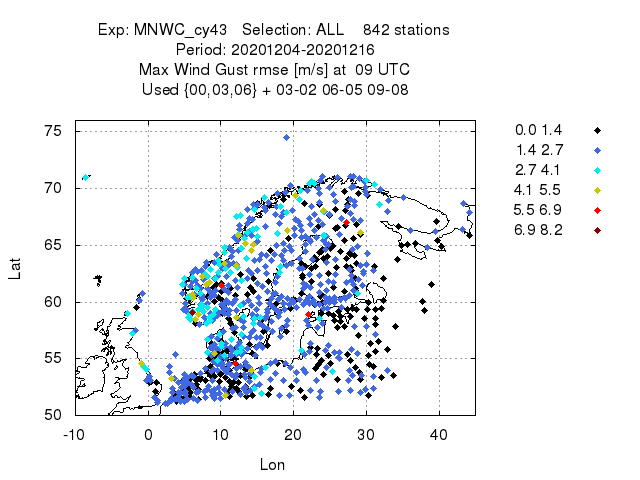 Exp: MNWC_cy43   Selection: ALL    842 stations
Period: 20201204-20201216
Max Wind Gust rmse [m/s] at  09 UTC
Used {00,03,06} + 03-02 06-05 09-08
0.0 1.4
1.4 2.7
2.7 4.1
4.1 5.5
5.5 6.9
6.9 8.2
75
70
65
60
55
50
Lat
-10 0 10 20 30 40
Lon